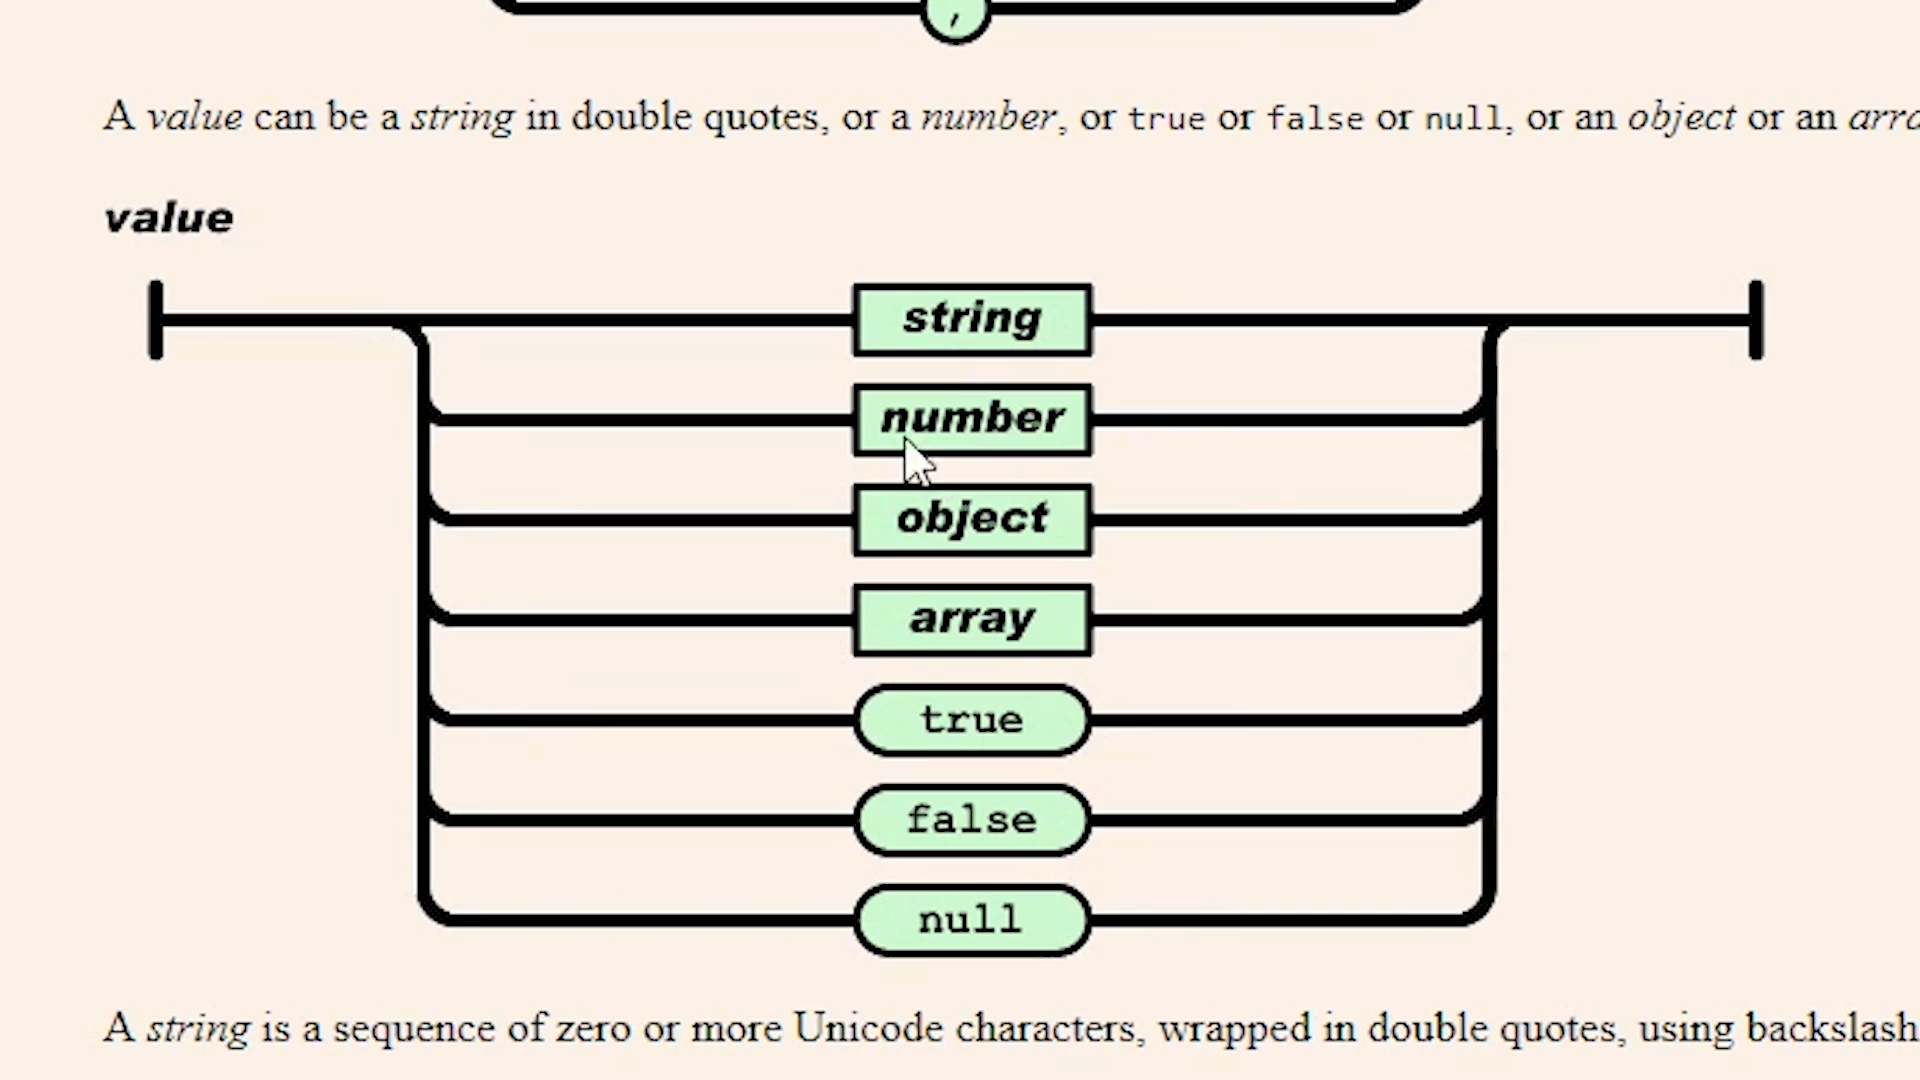 ,
A value can be a string in double quotes, or a number, or true or false or null, or an object or an
value
string
number
object
array
true
false
null
A string is a sequence of zero or more Unicode characters, wrapped in double quotes, using backslash